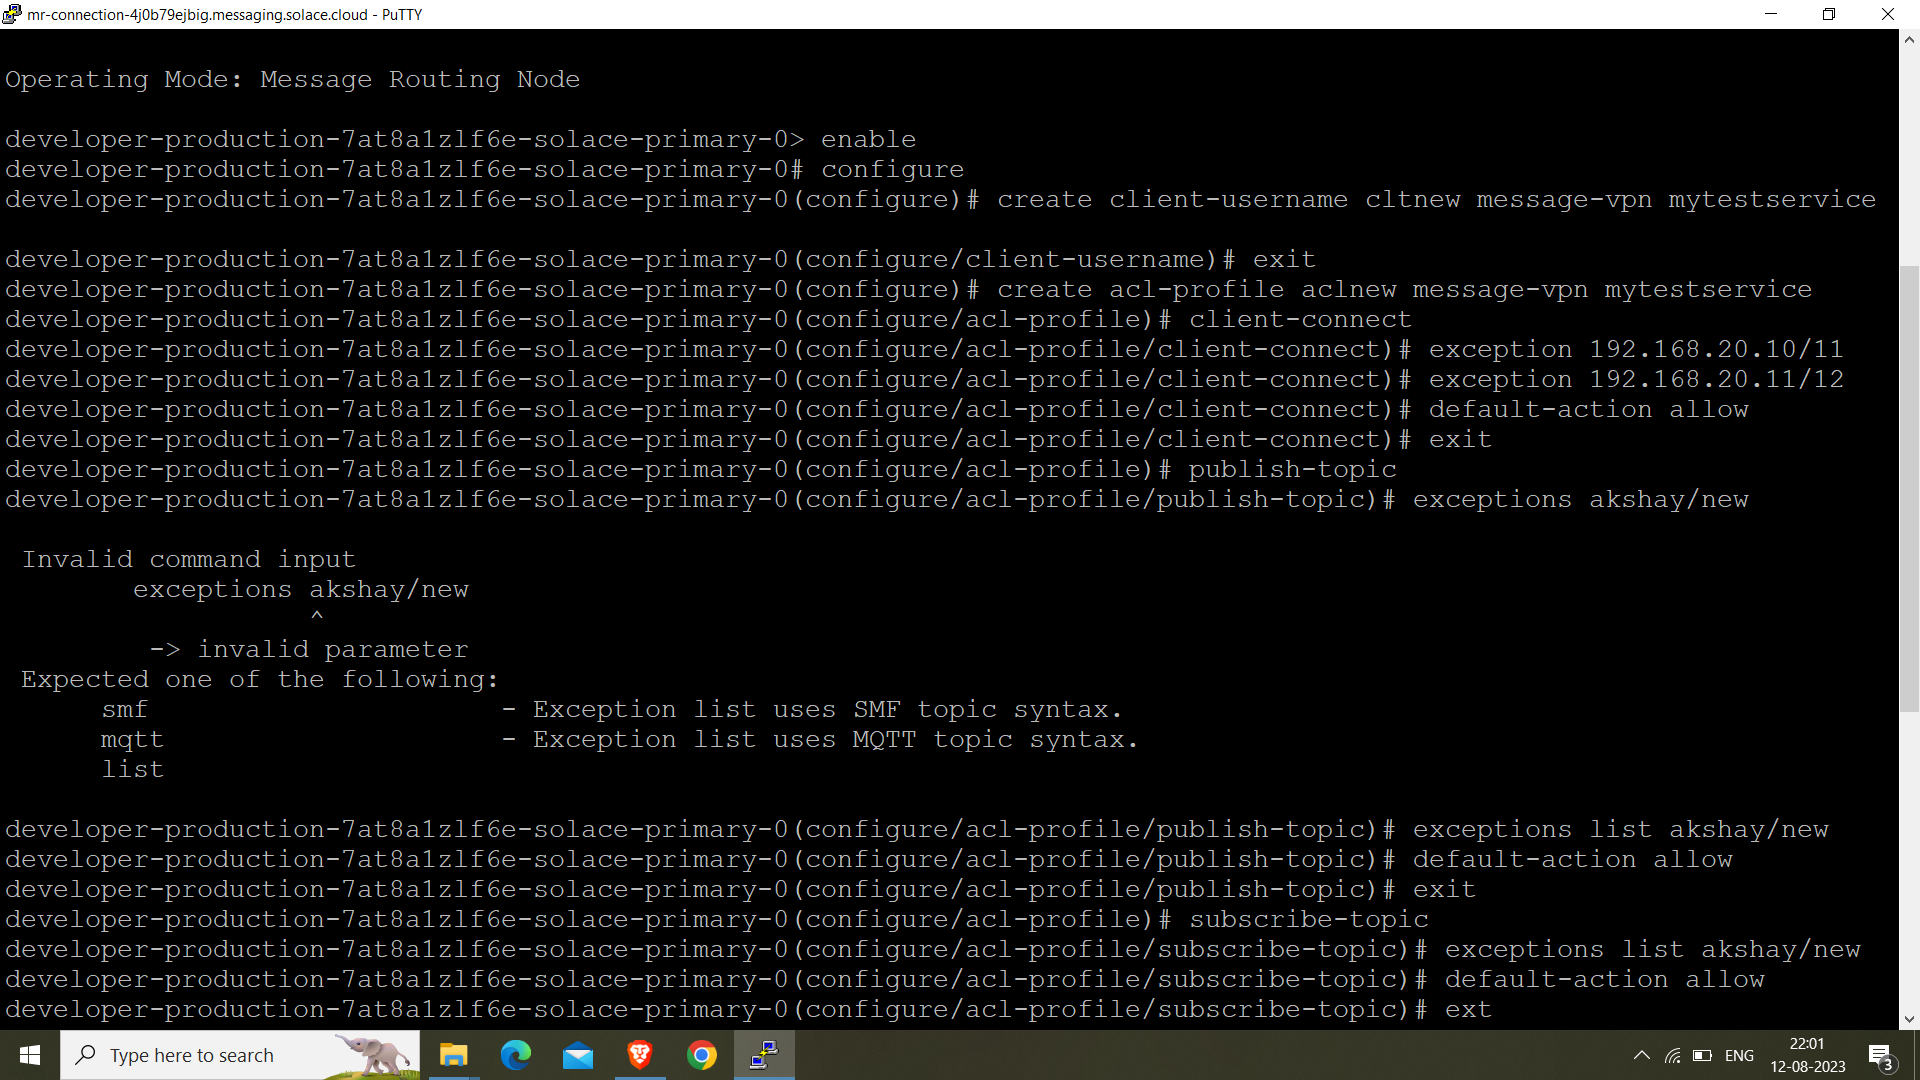 mr-connection-4j0b79ejbig.messaging.solace.cloud - PuTTY
Operating Mode: Message Routing Node
developer-production-7at8a1zlf6e-solace-primary-0> enable
developer-production-7at8a1zlf6e-solace-primary-0# configure
developer-production-7at8a1zlf6e-solace-primary-0(configure)# create client-username cltnew message-vpn mytestservice
developer-production-7at8a1zlf6e-solace-primary-0(configure/client-username)# exit
developer-production-7at8a1zlf6e-solace-primary-0(configure)# create acl-profile aclnew message-vpn mytestservice
developer-production-7at8a1zlf6e-solace-primary-0(configure/acl-profile)# client-connect
developer-production-7at8a1zlf6e-solace-primary-0(configure/acl-profile/client-connect)# exception 192.168.20.10/11
developer-production-7at8a1zlf6e-solace-primary-0(configure/acl-profile/client-connect)# exception 192.168.20.11/12
developer-production-7at8a1zlf6e-solace-primary-0(configure/acl-profile/client-connect)# default-action allow
developer-production-7at8a1zlf6e-solace-primary-0(configure/acl-profile/client-connect)# exit
developer-production-7at8a1zlf6e-solace-primary-0(configure/acl-profile)# publish-topic
developer-production-7at8a1zlf6e-solace-primary-0(configure/acl-profile/publish-topic)# exceptions akshay/new
Invalid command input
exceptions akshay/new
^
-> invalid parameter
Expected one of the following:
smf - Exception list uses SMF topic syntax.
mqtt - Exception list uses MQTT topic syntax.
list
developer-production-7at8a1zlf6e-solace-primary-0(configure/acl-profile/publish-topic)# exceptions list akshay/new
developer-production-7at8a1zlf6e-solace-primary-0(configure/acl-profile/publish-topic)# default-action allow
developer-production-7at8a1zlf6e-solace-primary-0(configure/acl-profile/publish-topic)# exit
developer-production-7at8a1zlf6e-solace-primary-0(configure/acl-profile)# subscribe-topic
developer-production-7at8a1zlf6e-solace-primary-0(configure/acl-profile/subscribe-topic)# exceptions list akshay/new
developer-production-7at8a1zlf6e-solace-primary-0(configure/acl-profile/subscribe-topic)# default-action allow
developer-production-7at8a1zlf6e-solace-primary-0(configure/acl-profile/subscribe-topic)# ext
Type here to search
ENG
22:01
12-08-2023
3